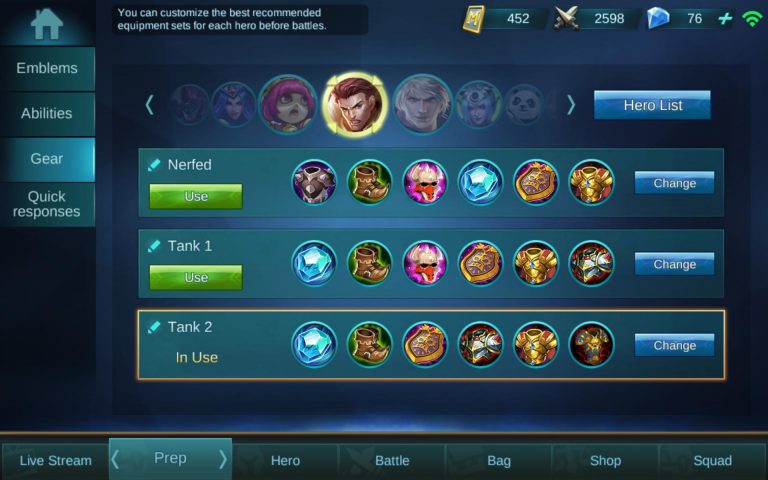 You can customize the best recommended
equipment sets for each hero before battles.
452
2598
76
Emblems
Abilities
Gear
Quick
responses
Hero List
Nerfed
Use
Change
Tank 1
Use
Change
Tank 2
In Use
Change
Live Stream
Prep
Hero
Battle
Bag
Shop
Squad